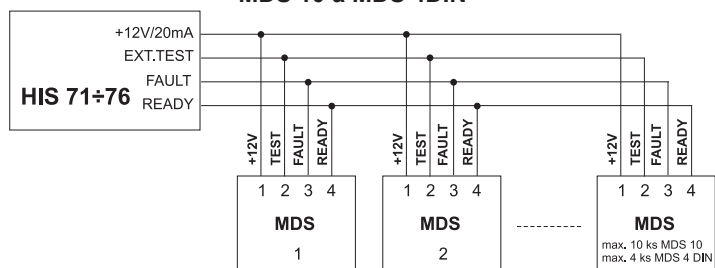 MDS 10 a MDS 4DIN
+12V/20mA
EXT.TEST
FAULT
HIS 71÷76
READY
+12V TEST FAULT READY
+12V TEST FAULT READY
+12V TEST FAULT READY
1 2 3 4
1 2 3 4
1 2 3 4
MDS
MDS
MDS
1
2
max. 10 ks MDS 10
max. 4 ks MDS 4 DIN